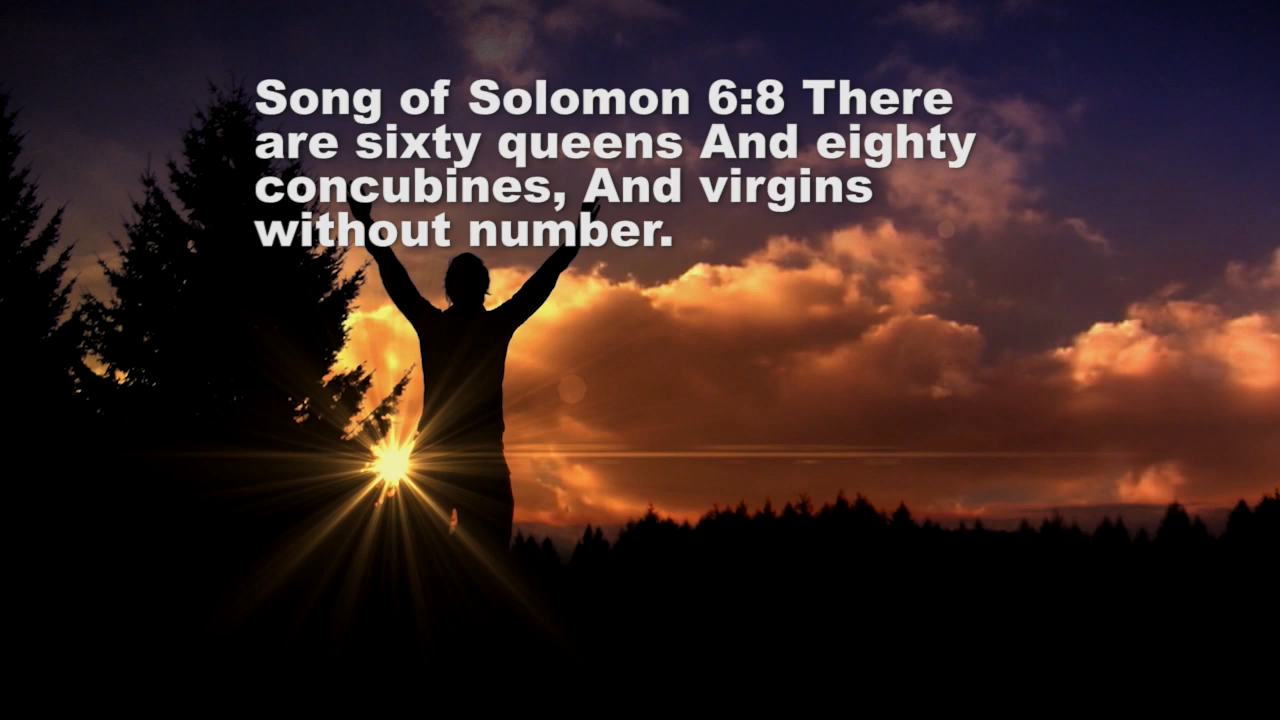 Song of Solomon 6:8 There
are sixty queens And eighty
concubines, And virgins
without number.